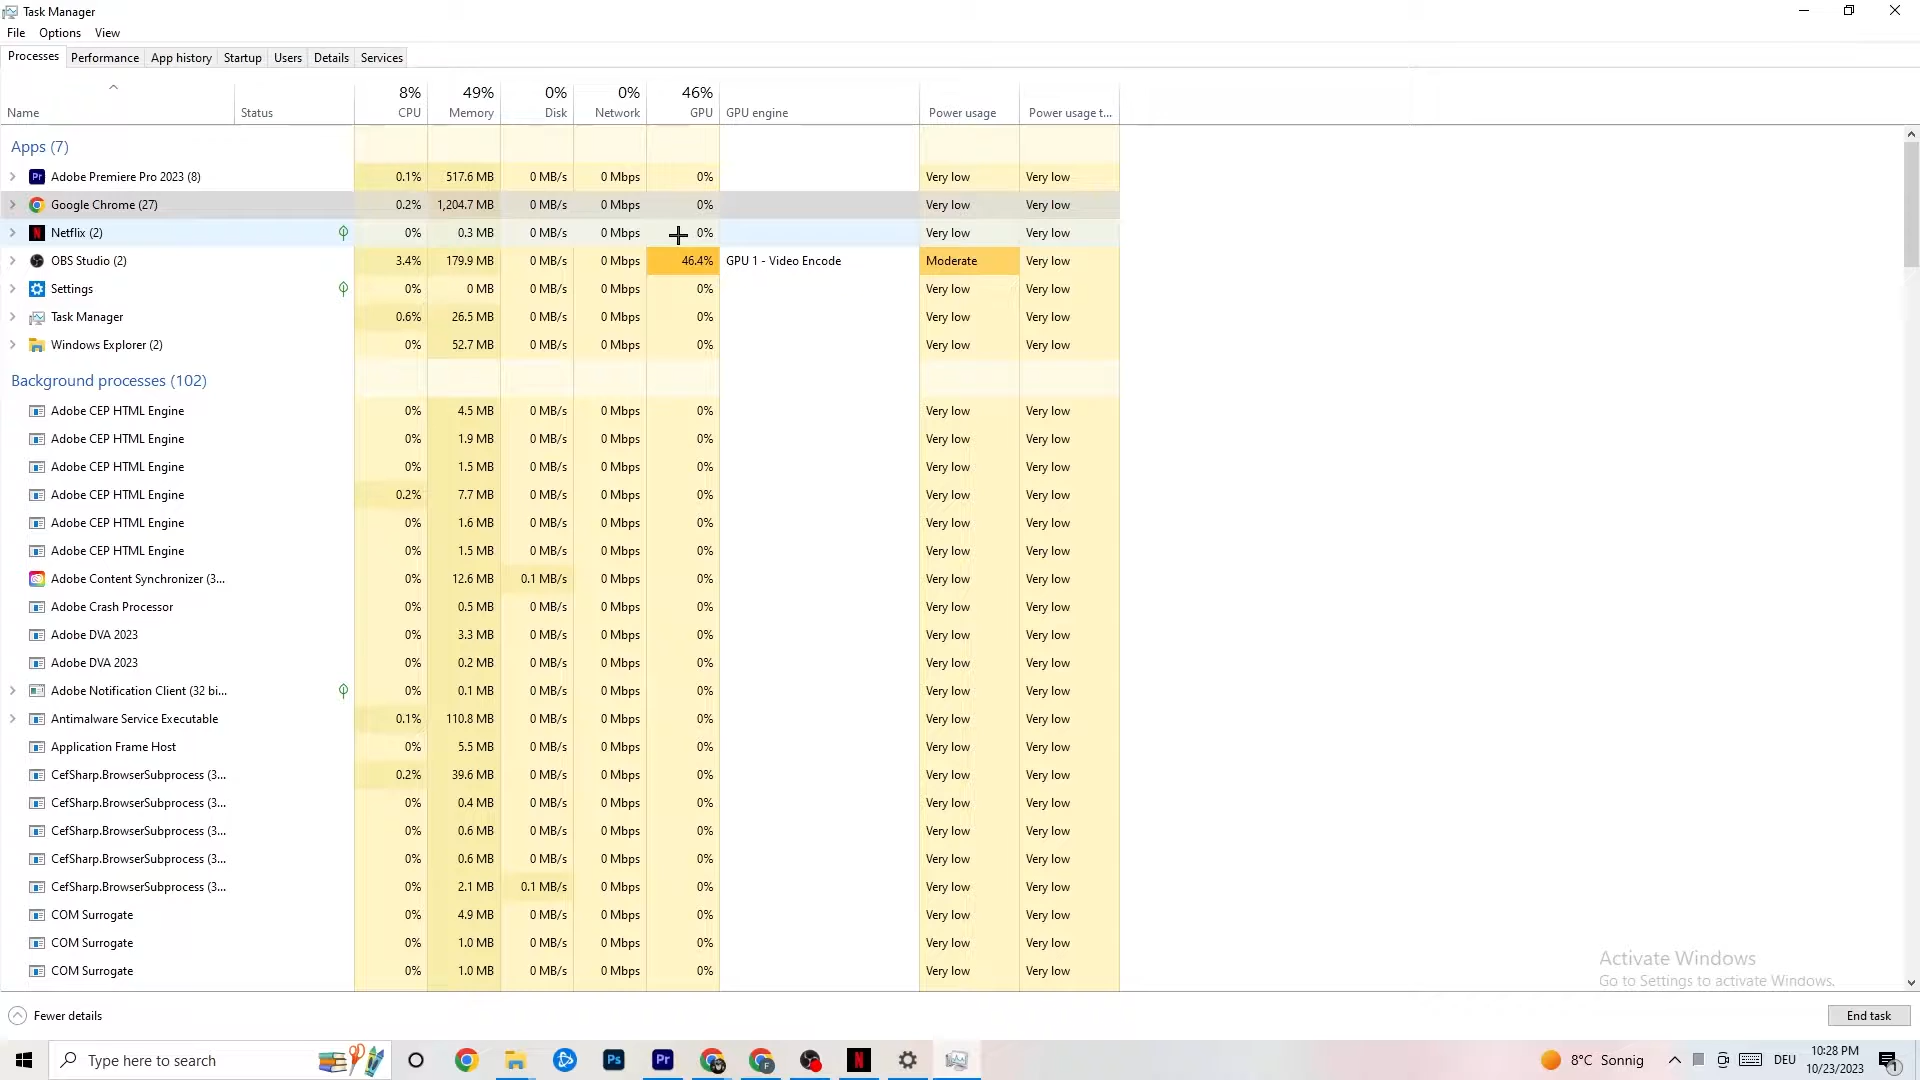 Task Manager
File Options View
Processes Performance App history Startup Users Details Services
8% 49% 0% 0% 46%
Name Status CPU Memory Disk Network GPU GPU engine Power usage Power usage t...
Apps (7)
Pr Adobe Premiere Pro 2023 (8) 0.1% 517.6 MB 0 MB/s 0 Mbps 0% Very low Very low
Google Chrome (27) 0.2% 1,204.7 MB 0 MB/s 0 Mbps 0% Very low Very low
N Netflix (2) 0% 0.3 MB 0 MB/s 0 Mbps 0% Very low Very low
OBS Studio (2) 3.4% 179.9 MB 0 MB/s 0 Mbps 46.4% GPU 1 - Video Encode Moderate Very low
Settings 0% 0 MB 0 MB/s 0 Mbps 0% Very low Very low
Task Manager 0.6% 26.5 MB 0 MB/s 0 Mbps 0% Very low Very low
Windows Explorer (2) 0% 52.7 MB 0 MB/s 0 Mbps 0% Very low Very low
Background processes (102)
Adobe CEP HTML Engine 0% 4.5 MB 0 MB/s 0 Mbps 0% Very low Very low
Adobe CEP HTML Engine 0% 1.9 MB 0 MB/s 0 Mbps 0% Very low Very low
Adobe CEP HTML Engine 0% 1.5 MB 0 MB/s 0 Mbps 0% Very low Very low
Adobe CEP HTML Engine 0.2% 7.7 MB 0 MB/s 0 Mbps 0% Very low Very low
Adobe CEP HTML Engine 0% 1.6 MB 0 MB/s 0 Mbps 0% Very low Very low
Adobe CEP HTML Engine 0% 1.5 MB 0 MB/s 0 Mbps 0% Very low Very low
Adobe Content Synchronizer (3... 0% 12.6 MB 0.1 MB/s 0 Mbps 0% Very low Very low
Adobe Crash Processor 0% 0.5 MB 0 MB/s 0 Mbps 0% Very low Very low
Adobe DVA 2023 0% 3.3 MB 0 MB/s 0 Mbps 0% Very low Very low
Adobe DVA 2023 0% 0.2 MB 0 MB/s 0 Mbps 0% Very low Very low
Adobe Notification Client (32 bi... 0% 0.1 MB 0 MB/s 0 Mbps 0% Very low Very low
Antimalware Service Executable 0.1% 110.8 MB 0 MB/s 0 Mbps 0% Very low Very low
Application Frame Host 0% 5.5 MB 0 MB/s 0 Mbps 0% Very low Very low
CefSharp.BrowserSubprocess (3... 0.2% 39.6 MB 0 MB/s 0 Mbps 0% Very low Very low
CefSharp.BrowserSubprocess (3... 0% 0.4 MB 0 MB/s 0 Mbps 0% Very low Very low
CefSharp.BrowserSubprocess (3... 0% 0.6 MB 0 MB/s 0 Mbps 0% Very low Very low
CefSharp.BrowserSubprocess (3... 0% 0.6 MB 0 MB/s 0 Mbps 0% Very low Very low
CefSharp.BrowserSubprocess (3... 0% 2.1 MB 0.1 MB/s 0 Mbps 0% Very low Very low
COM Surrogate 0% 4.9 MB 0 MB/s 0 Mbps 0% Very low Very low
COM Surrogate 0% 1.0 MB 0 MB/s 0 Mbps 0% Very low Very low
COM Surrogate 0% 1.0 MB 0 MB/s 0 Mbps 0% Very low Very low
Activate Windows
Go to Settings to activate Windows.
Fewer details End task
Type here to search Ps Pr F N 8°C Sonnig DEU 10:28 PM
10/23/2023 1